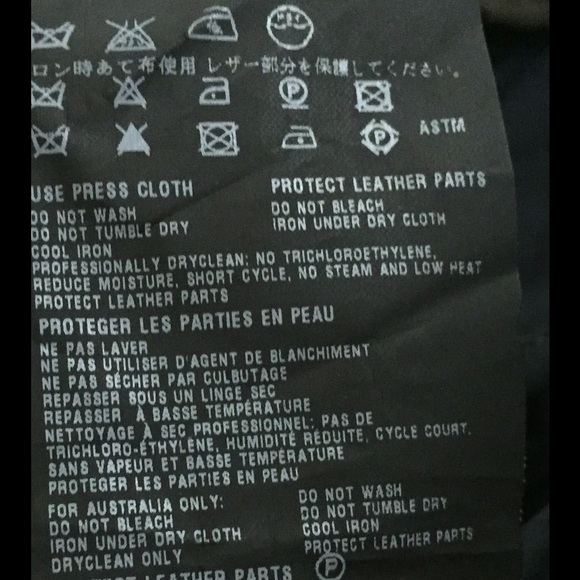 ロン時あて布使用 レザー部分を保護してください。
P
P ASTM
USE PRESS CLOTH PROTECT LEATHER PARTS
DO NOT WASH DO NOT BLEACH
DO NOT TUMBLE DRY IRON UNDER DRY CLOTH
COOL IRON
PROFESSIONALLY DRYCLEAN: NO TRICHLOROETHYLENE,
REDUCE MOISTURE, SHORT CYCLE, NO STEAM AND LOW HEAT
PROTECT LEATHER PARTS
PROTEGER LES PARTIES EN PEAU
NE PAS LAVER
NE PAS UTILISER D'AGENT DE BLANCHIMENT
NE PAS SÉCHER PAR CULBUTAGE
REPASSER SOUS UN LINGE SEC
REPASSER À BASSE TEMPÉRATURE
NETTOYAGE À SEC PROFESSIONNEL: PAS DE
TRICHLORO-ÉTHYLÈNE, HUMIDITÉ RÉDUITE, CYCLE COURT,
SANS VAPEUR ET BASSE TEMPÉRATURE
PROTEGER LES PARTIES EN PEAU
FOR AUSTRALIA ONLY: DO NOT WASH
DO NOT BLEACH DO NOT TUMBLE DRY
IRON UNDER DRY CLOTH COOL IRON
DRYCLEAN ONLY PROTECT LEATHER PARTS
LEATHER PARTS P